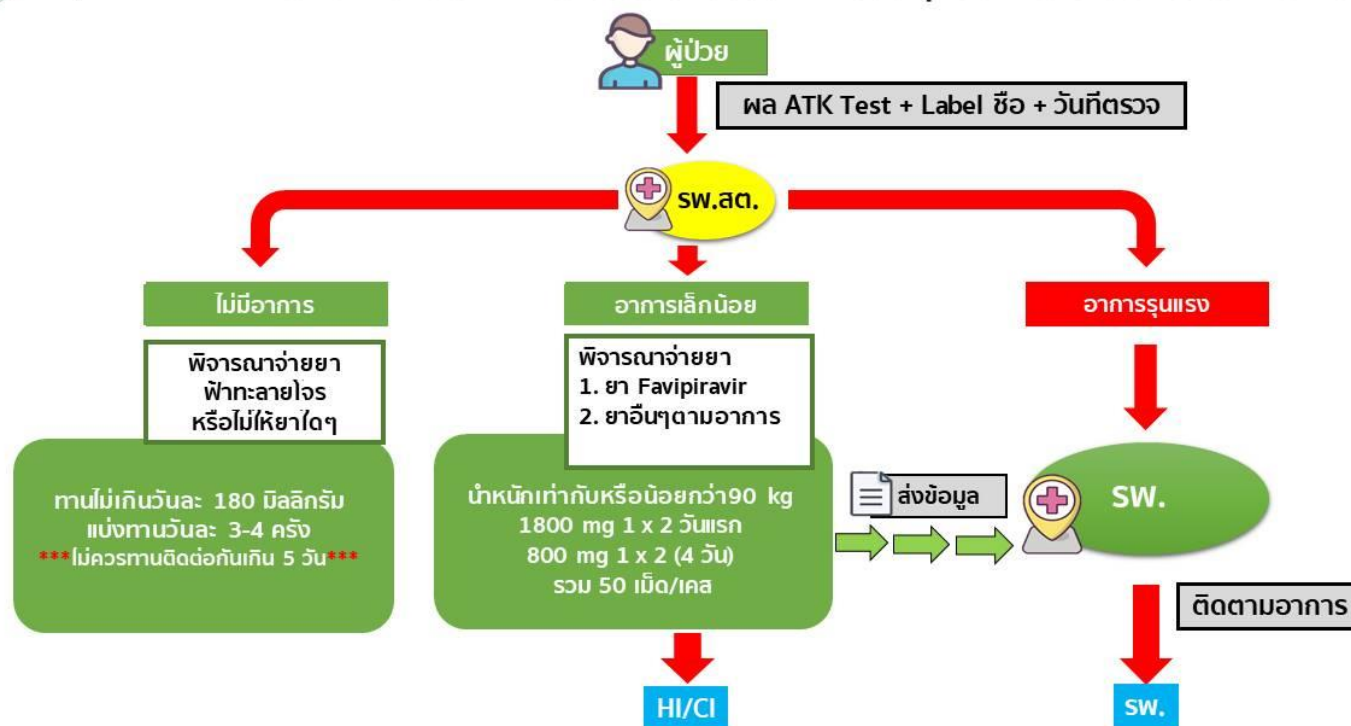 ผู้ป่วย
ผล ATK Test + Label ชื่อ + วันที่ตรวจ
รพ.สต.
ไม่มีอาการ
พิจารณาจ่ายยา
ฟ้าทะลายโจร
หรือไม่ให้ยาใดๆ
ทานไม่เกินวันละ 180 มิลลิกรัม
แบ่งทานวันละ 3-4 ครั้ง
***ไม่ควรทานติดต่อกันเกิน 5 วัน***
อาการเล็กน้อย
พิจารณาจ่ายยา
1. ยา Favipiravir
2. ยาอื่นๆตามอาการ
น้ำหนักเท่ากับหรือน้อยกว่า90 kg
1800 mg 1 x 2 วันแรก
800 mg 1 x 2 (4 วัน)
รวม 50 เม็ด/เคส
ส่งข้อมูล
HI/CI
อาการรุนแรง
รพ.
ติดตามอาการ
รพ.